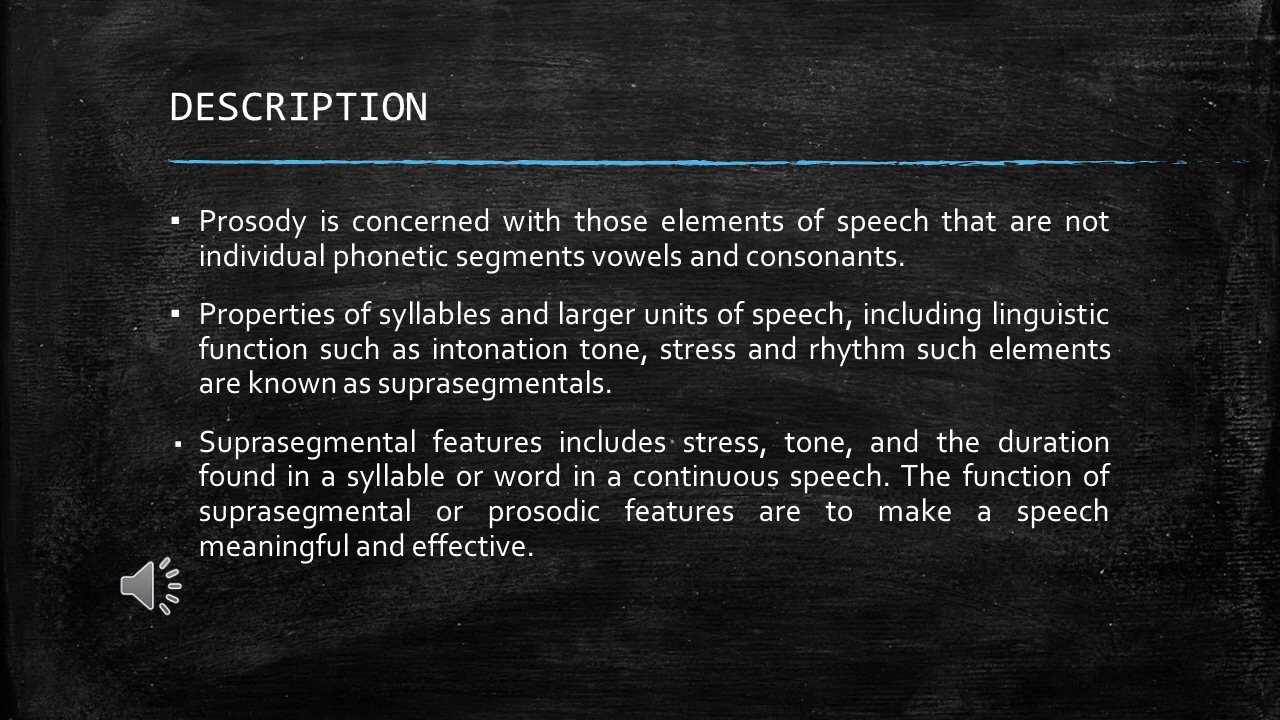 DESCRIPTION
▪ Prosody is concerned with those elements of speech that are not
individual phonetic segments vowels and consonants.
▪ Properties of syllables and larger units of speech, including linguistic
function such as intonation tone, stress and rhythm such elements
are known as suprasegmentals.
▪ Suprasegmental features includes stress, tone, and the duration
found in a syllable or word in a continuous speech. The function of
suprasegmental or prosodic features are to make a speech
meaningful and effective.